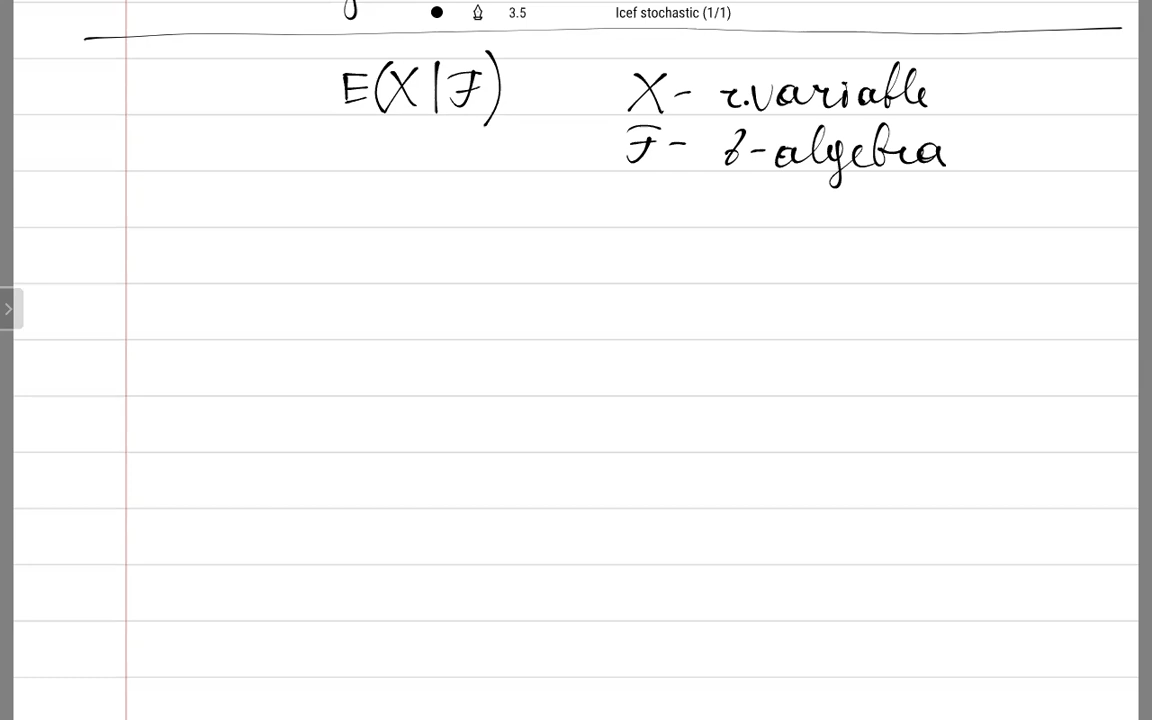 3.5 Icef stochastic (1/1)
E(X|F) X - r.variable
F - б-algebra